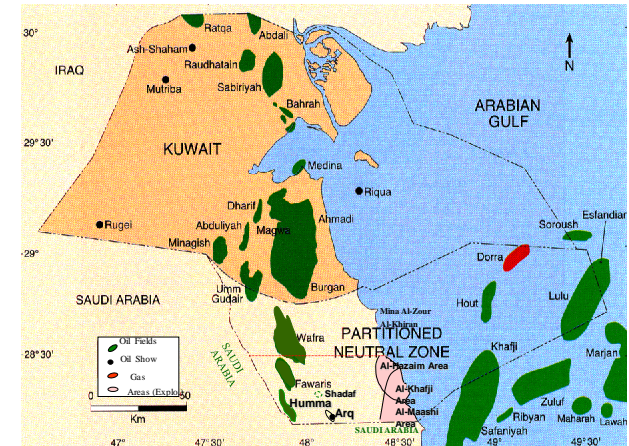 30°
Ratqa
Abdali
Ash-Shaham
Raudhatain
IRAQ
Mutriba
Sabiriyah
N
Bahrah
ARABIAN
GULF
29° 30'
KUWAIT
Medina
Riqua
Dharif
Ahmadi
Esfandiar
Rugei
Abduliyah
Magwa
Soroush
Minagish
29°
Dorra
Umm
Gudair
Burgan
Hout
Lulu
SAUDI ARABIA
Mina Al-Zour
Al-Khiran
Wafra
PARTITIONED
NEUTRAL ZONE
Oil Fields
Oil Show
Gas
Areas (Explo
SAUDI
ARABIA
Khafji
Marjan
28° 30'
Al-Hazaim Area
Fawaris
Shadaf
Al-Khafji
Area
Zuluf
0
50
Km
Humma
Arq
Al-Maashi
Area
Ribyan
Maharah
Lawah
SAUDI ARABIA
Safaniyah
47°
47° 30'
48°
48° 30'
49°
49° 30'